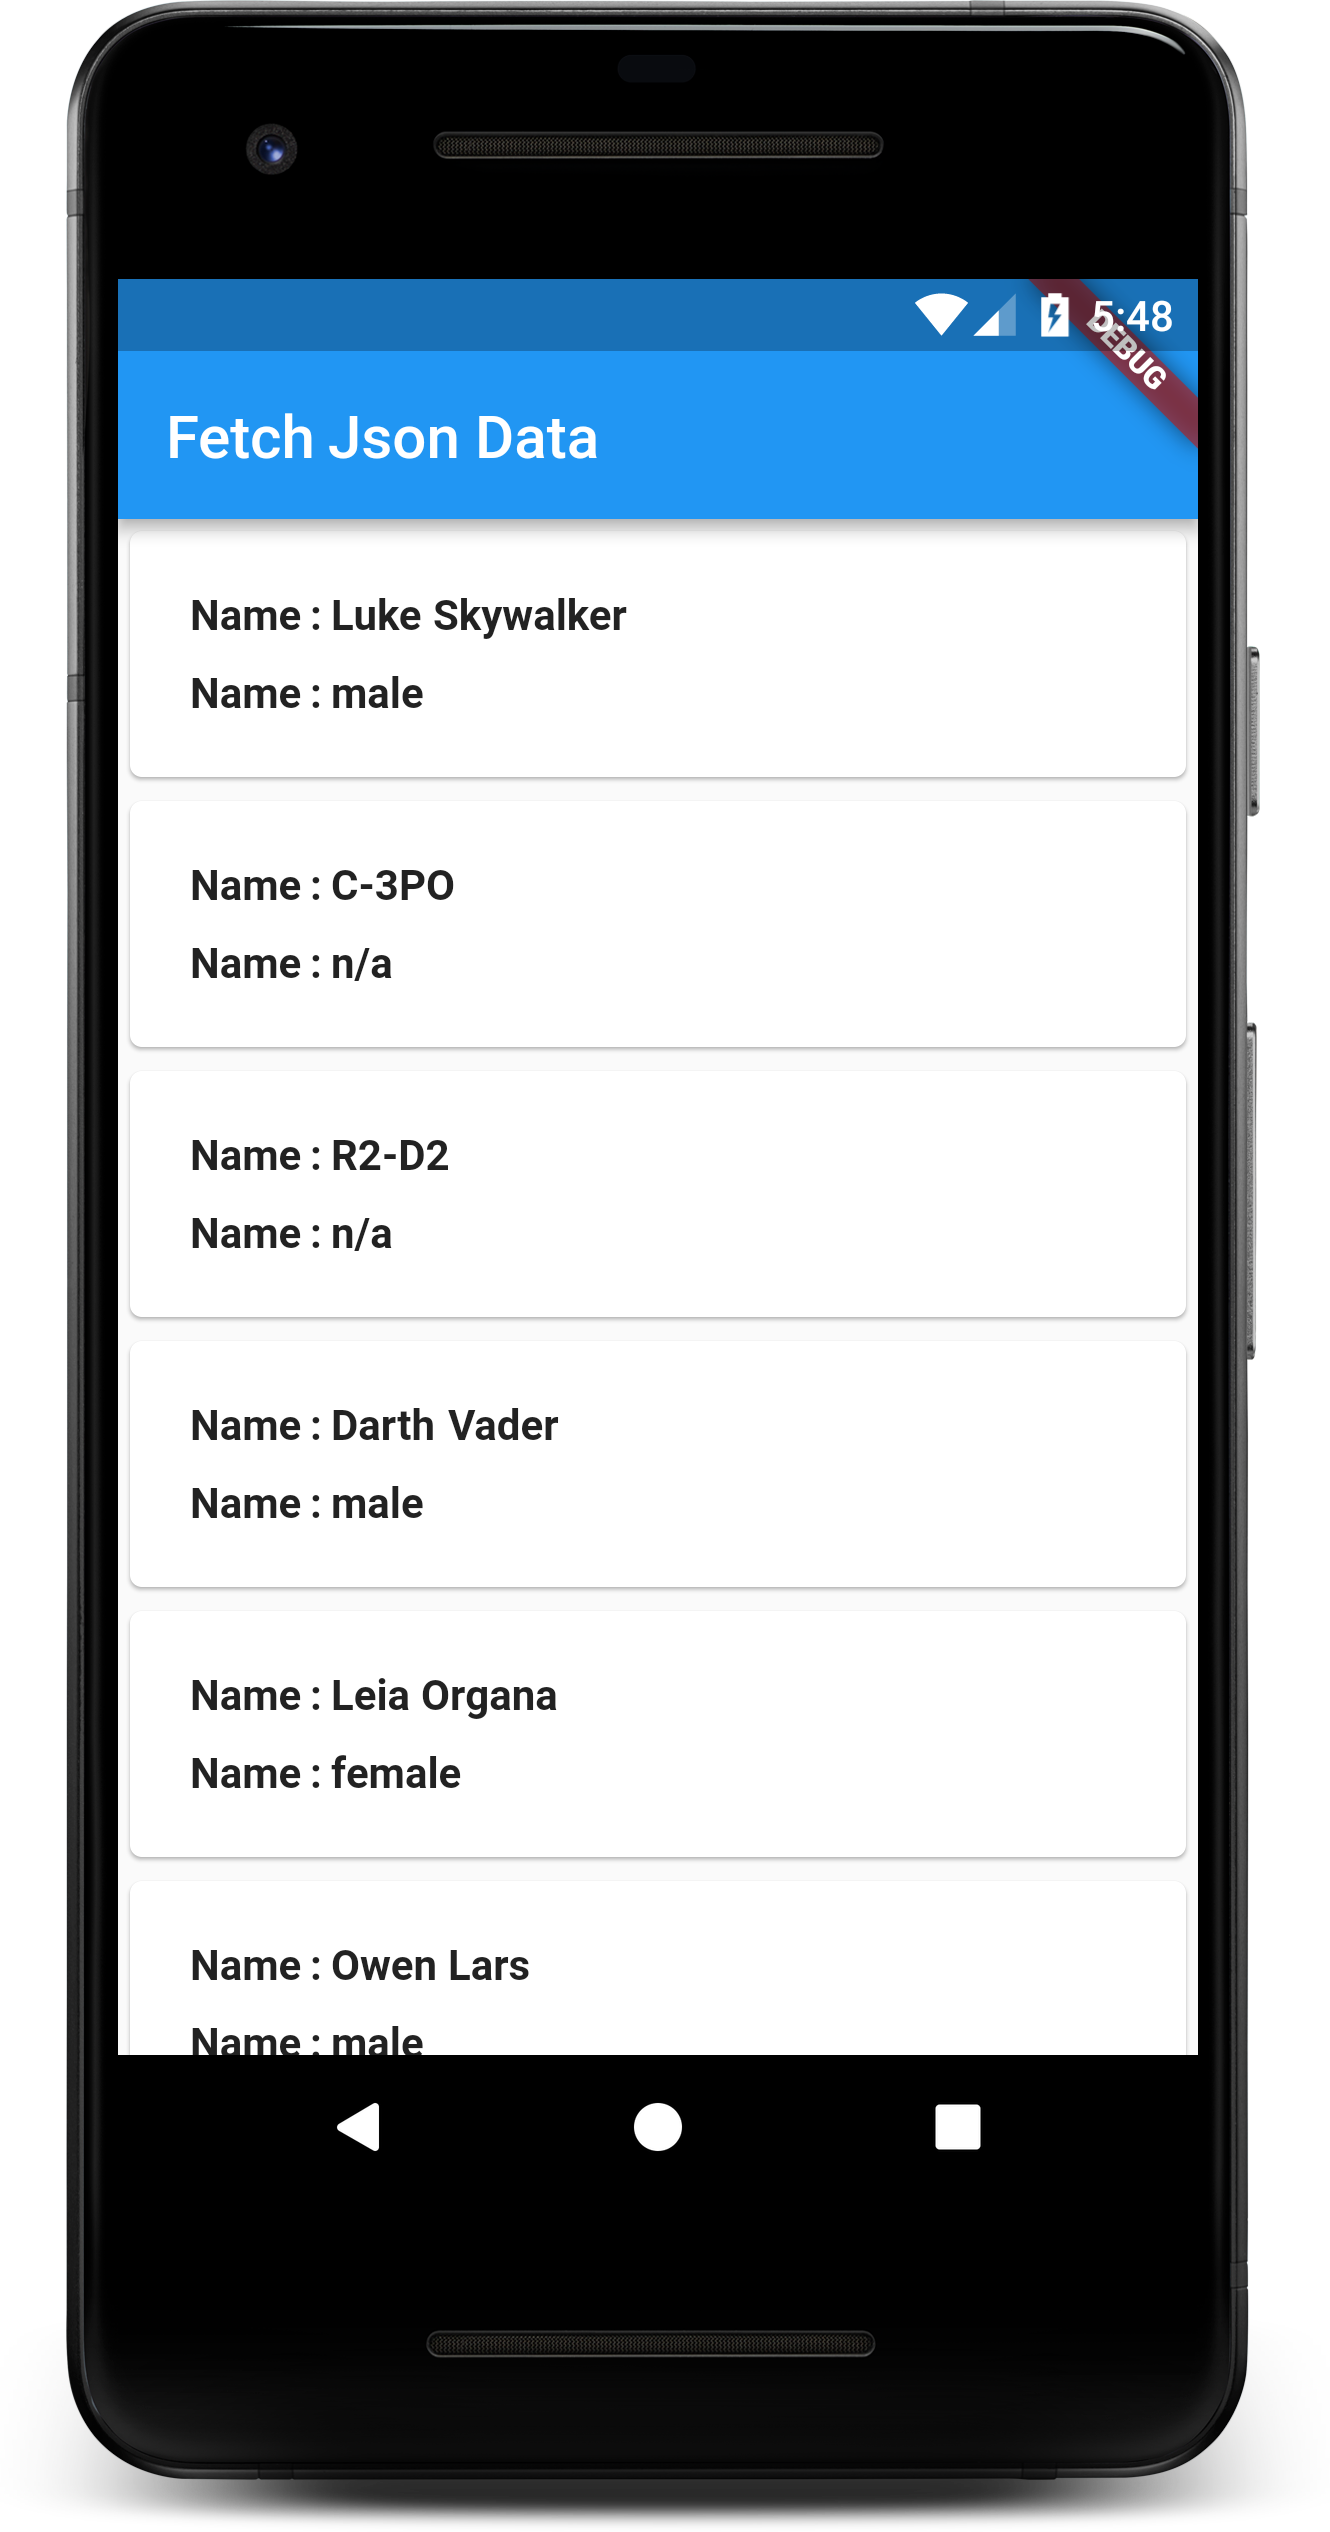 5:48
DEBUG
Fetch Json Data
Name : Luke Skywalker
Name : male
Name : C-3PO
Name : n/a
Name : R2-D2
Name : n/a
Name : Darth Vader
Name : male
Name : Leia Organa
Name : female
Name : Owen Lars
Name : male